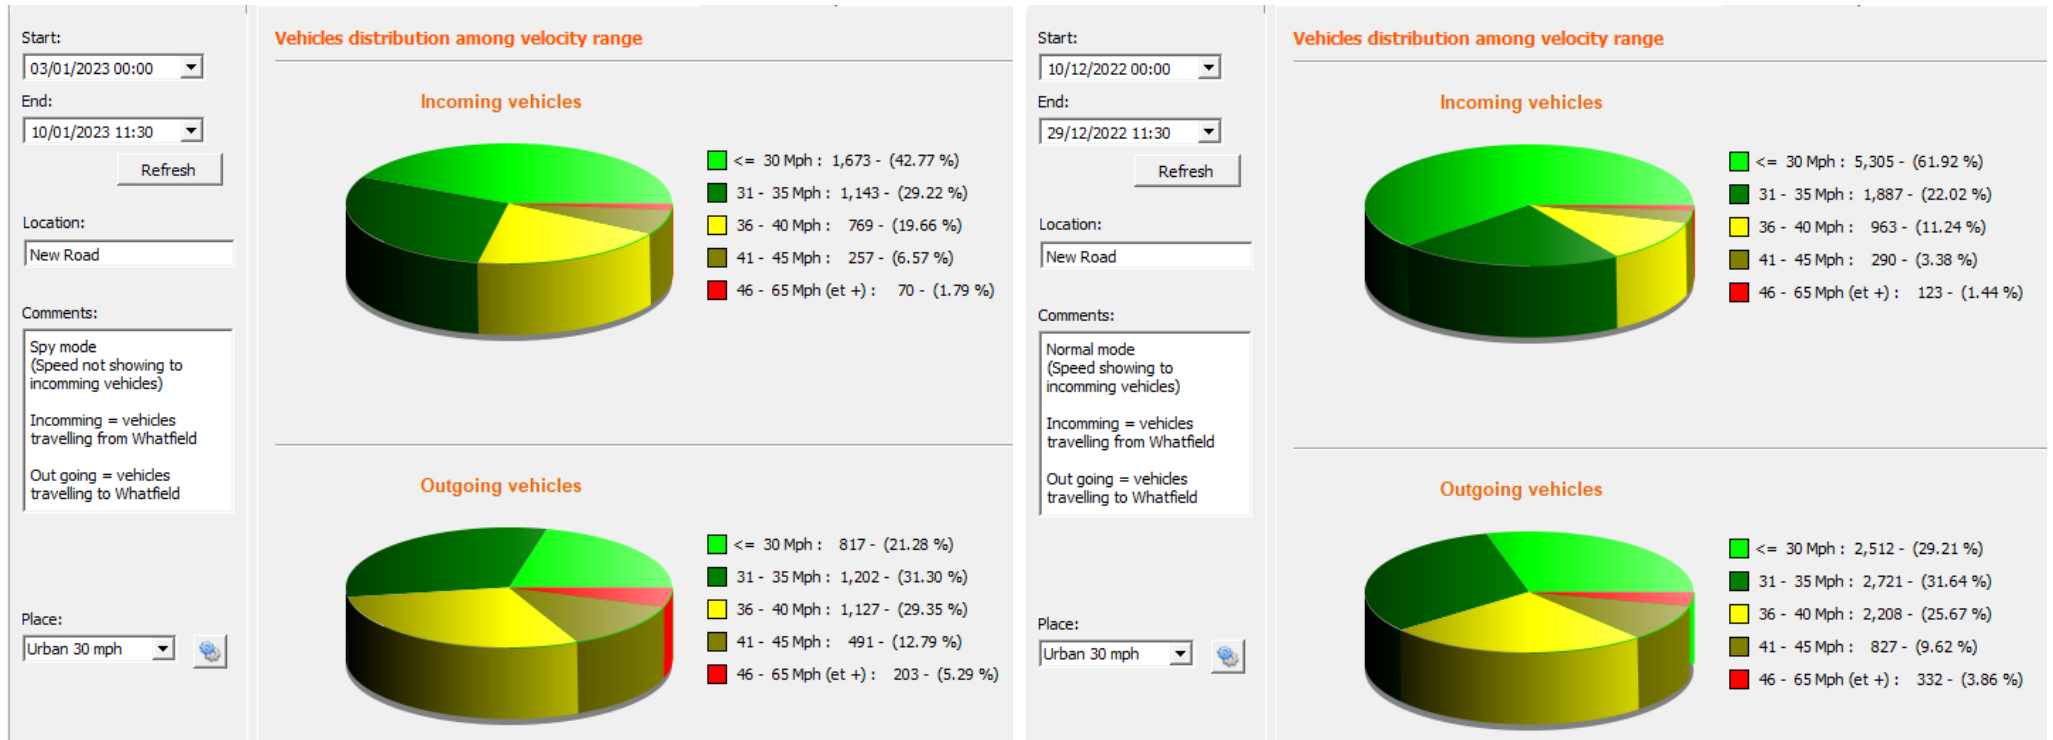 Start:
03/01/2023 00:00
End:
10/01/2023 11:30
Refresh
Location:
New Road
Comments:
Spy mode
(Speed not showing to
incomming vehicles)
Incomming = vehicles
travelling from Whatfield
Out going = vehicles
travelling to Whatfield
Place:
Urban 30 mph
Vehicles distribution among velocity range
Incoming vehicles
<= 30 Mph : 1,673 - (42.77 %)
31 - 35 Mph : 1,143 - (29.22 %)
36 - 40 Mph : 769 - (19.66 %)
41 - 45 Mph : 257 - (6.57 %)
46 - 65 Mph (et +) : 70 - (1.79 %)
Outgoing vehicles
<= 30 Mph : 817 - (21.28 %)
31 - 35 Mph : 1,202 - (31.30 %)
36 - 40 Mph : 1,127 - (29.35 %)
41 - 45 Mph : 491 - (12.79 %)
46 - 65 Mph (et +) : 203 - (5.29 %)
Start:
10/12/2022 00:00
End:
29/12/2022 11:30
Refresh
Location:
New Road
Comments:
Normal mode
(Speed showing to
incomming vehicles)
Incomming = vehicles
travelling from Whatfield
Out going = vehicles
travelling to Whatfield
Place:
Urban 30 mph
Vehicles distribution among velocity range
Incoming vehicles
<= 30 Mph : 5,305 - (61.92 %)
31 - 35 Mph : 1,887 - (22.02 %)
36 - 40 Mph : 963 - (11.24 %)
41 - 45 Mph : 290 - (3.38 %)
46 - 65 Mph (et +) : 123 - (1.44 %)
Outgoing vehicles
<= 30 Mph : 2,512 - (29.21 %)
31 - 35 Mph : 2,721 - (31.64 %)
36 - 40 Mph : 2,208 - (25.67 %)
41 - 45 Mph : 827 - (9.62 %)
46 - 65 Mph (et +) : 332 - (3.86 %)